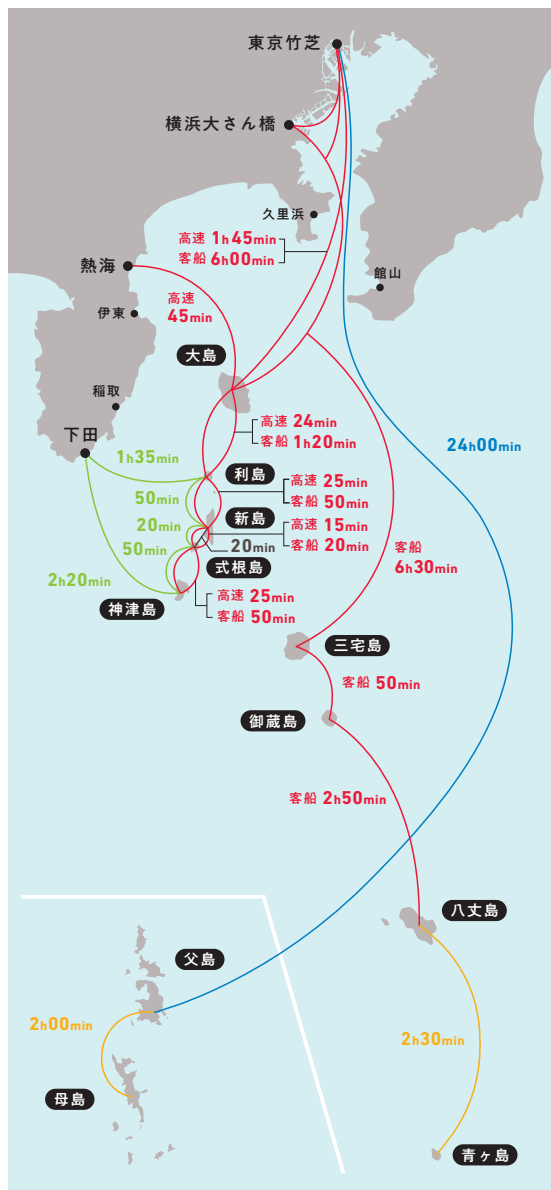 東京竹芝
横浜大さん橋
久里浜
高速 1h45min
客船 6h00min
熱海
館山
高速
45min
伊東
大島
稲取
高速 24min
客船 1h20min
下田
24h00min
1h35min
利島
高速 25min
客船 50min
50min
新島
高速 15min
客船 20min
20min
20min
50min
客船
6h30min
式根島
2h20min
高速 25min
客船 50min
神津島
三宅島
客船 50min
御蔵島
客船 2h50min
八丈島
父島
2h00min
2h30min
母島
青ヶ島